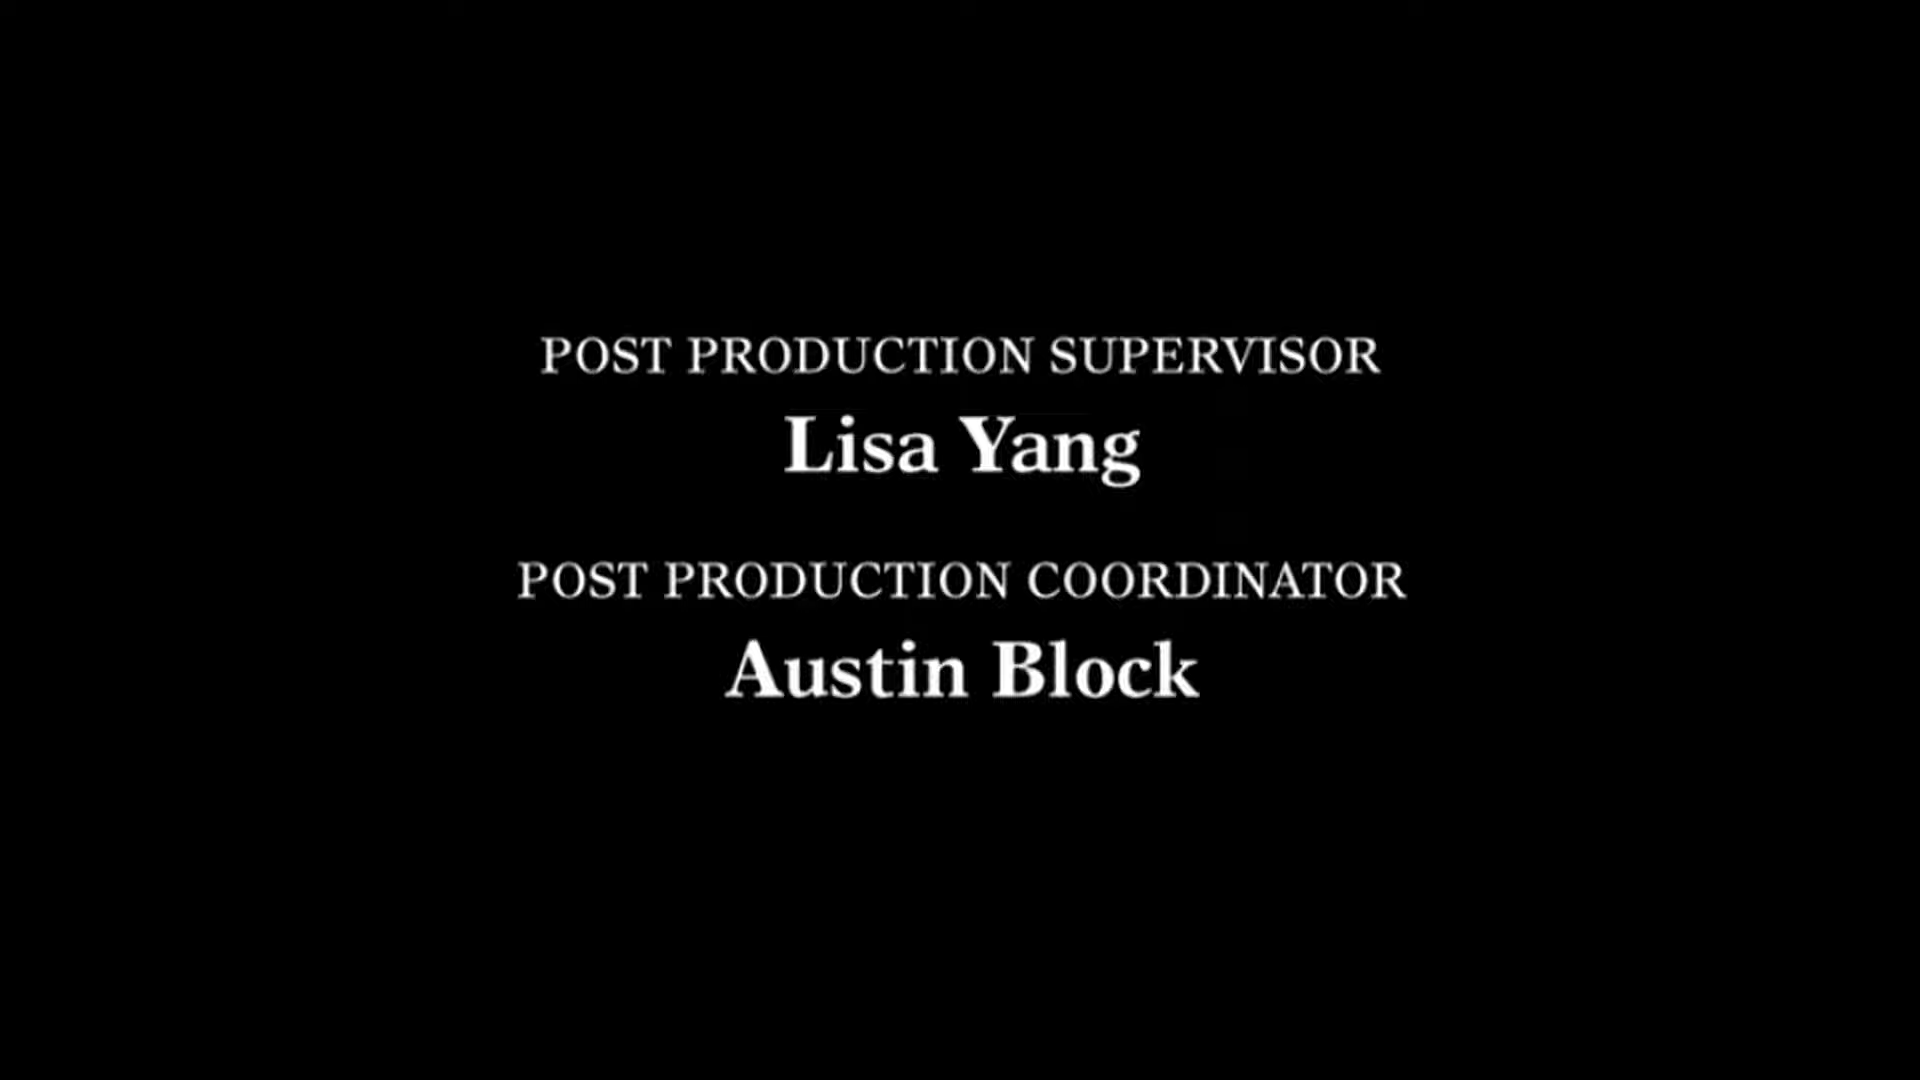 POST PRODUCTION SUPERVISOR
Lisa Yang
POST PRODUCTION COORDINATOR
Austin Block